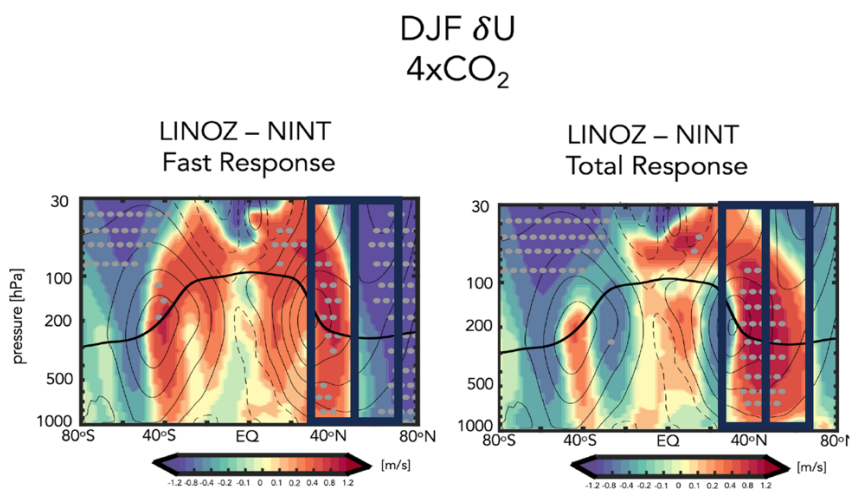 DJF δU
4xCO₂
LINOZ – NINT
Fast Response
LINOZ – NINT
Total Response
pressure [hPa]
30
100
200
500
1000
80°S 40°S EQ 40°N 80°N
[m/s]
-1.2 -0.8 -0.4 -0.2 -0.1 0 0.1 0.2 0.4 0.8 1.2
30
100
200
500
1000
80°S 40°S EQ 40°N 80°N
[m/s]
-1.2 -0.8 -0.4 -0.2 -0.1 0 0.1 0.2 0.4 0.8 1.2